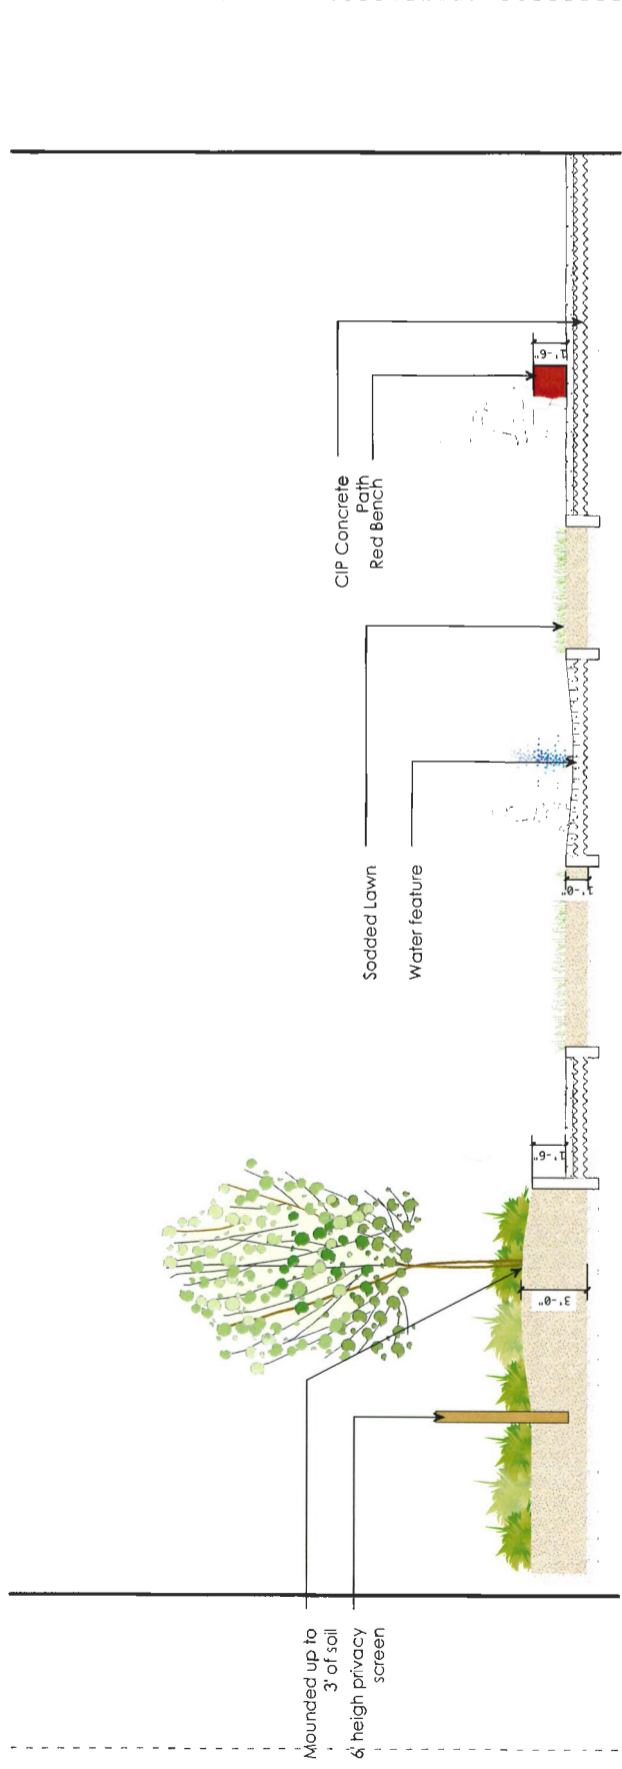 Mounded up to
3' of soil
6' heigh privacy
screen
3'-0"
1'-6"
1'-0"
Sodded Lawn
Water feature
CIP Concrete
Path
Red Bench
1'-6"